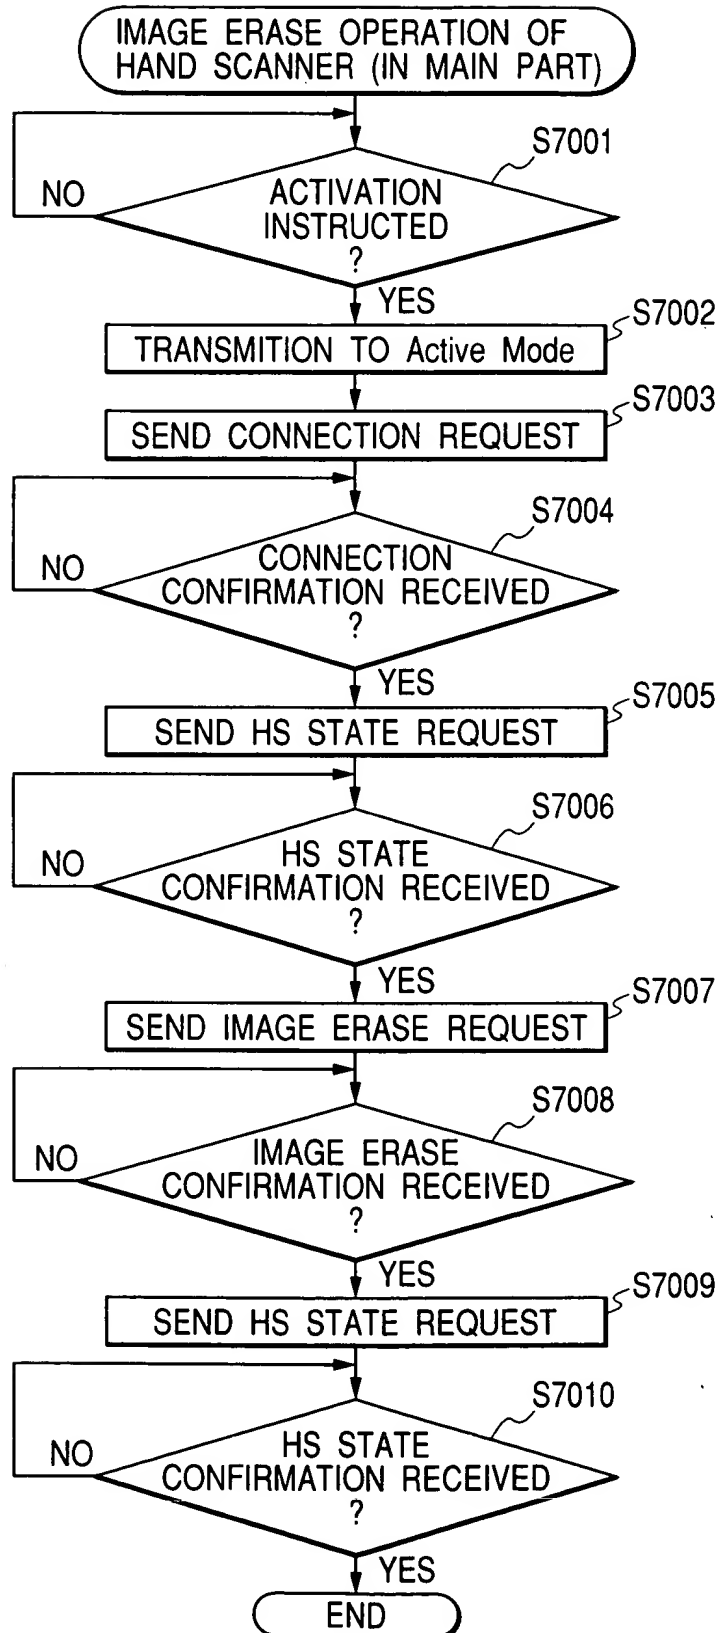 IMAGE ERASE OPERATION OF
HAND SCANNER (IN MAIN PART)
S7001
NO
ACTIVATION
INSTRUCTED
?
YES
S7002
TRANSMITION TO Active Mode
S7003
SEND CONNECTION REQUEST
S7004
NO
CONNECTION
CONFIRMATION RECEIVED
?
YES
S7005
SEND HS STATE REQUEST
S7006
NO
HS STATE
CONFIRMATION RECEIVED
?
YES
S7007
SEND IMAGE ERASE REQUEST
S7008
NO
IMAGE ERASE
CONFIRMATION RECEIVED
?
YES
S7009
SEND HS STATE REQUEST
S7010
NO
HS STATE
CONFIRMATION RECEIVED
?
YES
END